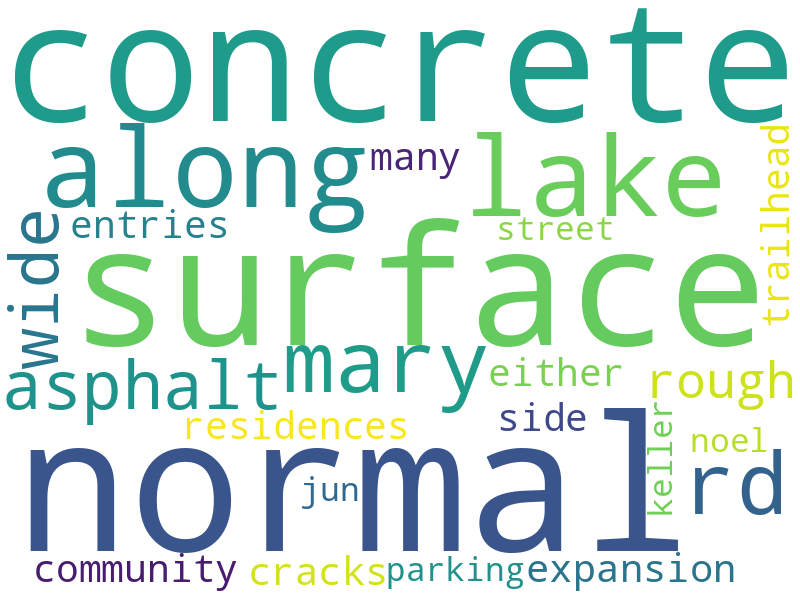 concrete
along
many
lake
trailhead
entries
street
wide
surface
mary
asphalt
either
rough
residences
side
keller
noel
normal
jun
rd
community
cracks
parking
expansion